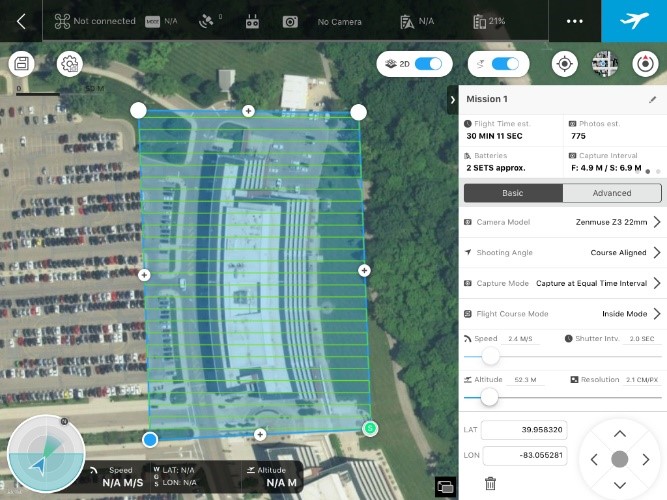 Not connected MODE N/A 0 No Camera N/A 21%
2D
0 50 M
Mission 1
Flight Time est. Photos est.
30 MIN 11 SEC 775
Batteries Capture Interval
2 SETS approx. F: 4.9 M / S: 6.9 M
Basic Advanced
Camera Model Zenmuse Z3 22mm
Shooting Angle Course Aligned
Capture Mode Capture at Equal Time Interval
Flight Course Mode Inside Mode
Speed 2.4 M/S Shutter Intv. 2.0 SEC
Altitude 52.3 M Resolution 2.1 CM/PX
LAT 39.958320
LON -83.055281
S
N
Speed WGS LAT: N/A Altitude
N/A M/S LON: N/A N/A M